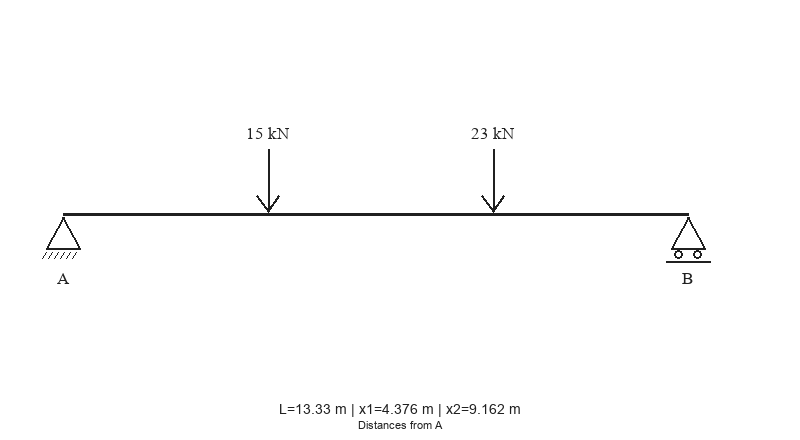 15 kN 23 kN
A B
L=13.33 m | x1=4.376 m | x2=9.162 m
Distances from A